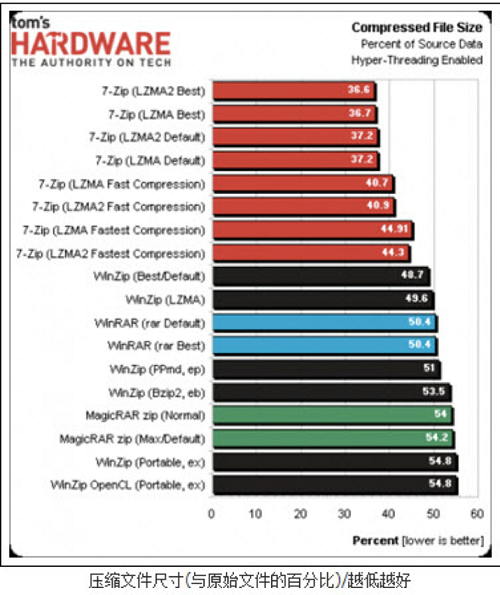 tom's
HARDWARE
THE AUTHORITY ON TECH
Compressed File Size
Percent of Source Data
Hyper-Threading Enabled
7-Zip (LZMA2 Best) 36.6
7-Zip (LZMA Best) 36.7
7-Zip (LZMA2 Default) 37.2
7-Zip (LZMA Default) 37.2
7-Zip (LZMA Fast Compression) 40.7
7-Zip (LZMA2 Fast Compression) 40.9
7-Zip (LZMA Fastest Compression) 44.91
7-Zip (LZMA2 Fastest Compression) 44.3
WinZip (Best/Default) 48.7
WinZip (LZMA) 49.6
WinRAR (rar Default) 50.4
WinRAR (rar Best) 50.4
WinZip (PPmd, ep) 51
WinZip (Bzip2, eb) 53.5
MagicRAR zip (Normal) 54
MagicRAR zip (Max/Default) 54.2
WinZip (Portable, ex) 54.8
WinZip OpenCL (Portable, ex) 54.8
0 10 20 30 40 50 60
Percent [lower is better]
压缩文件尺寸(与原始文件的百分比)/越低越好